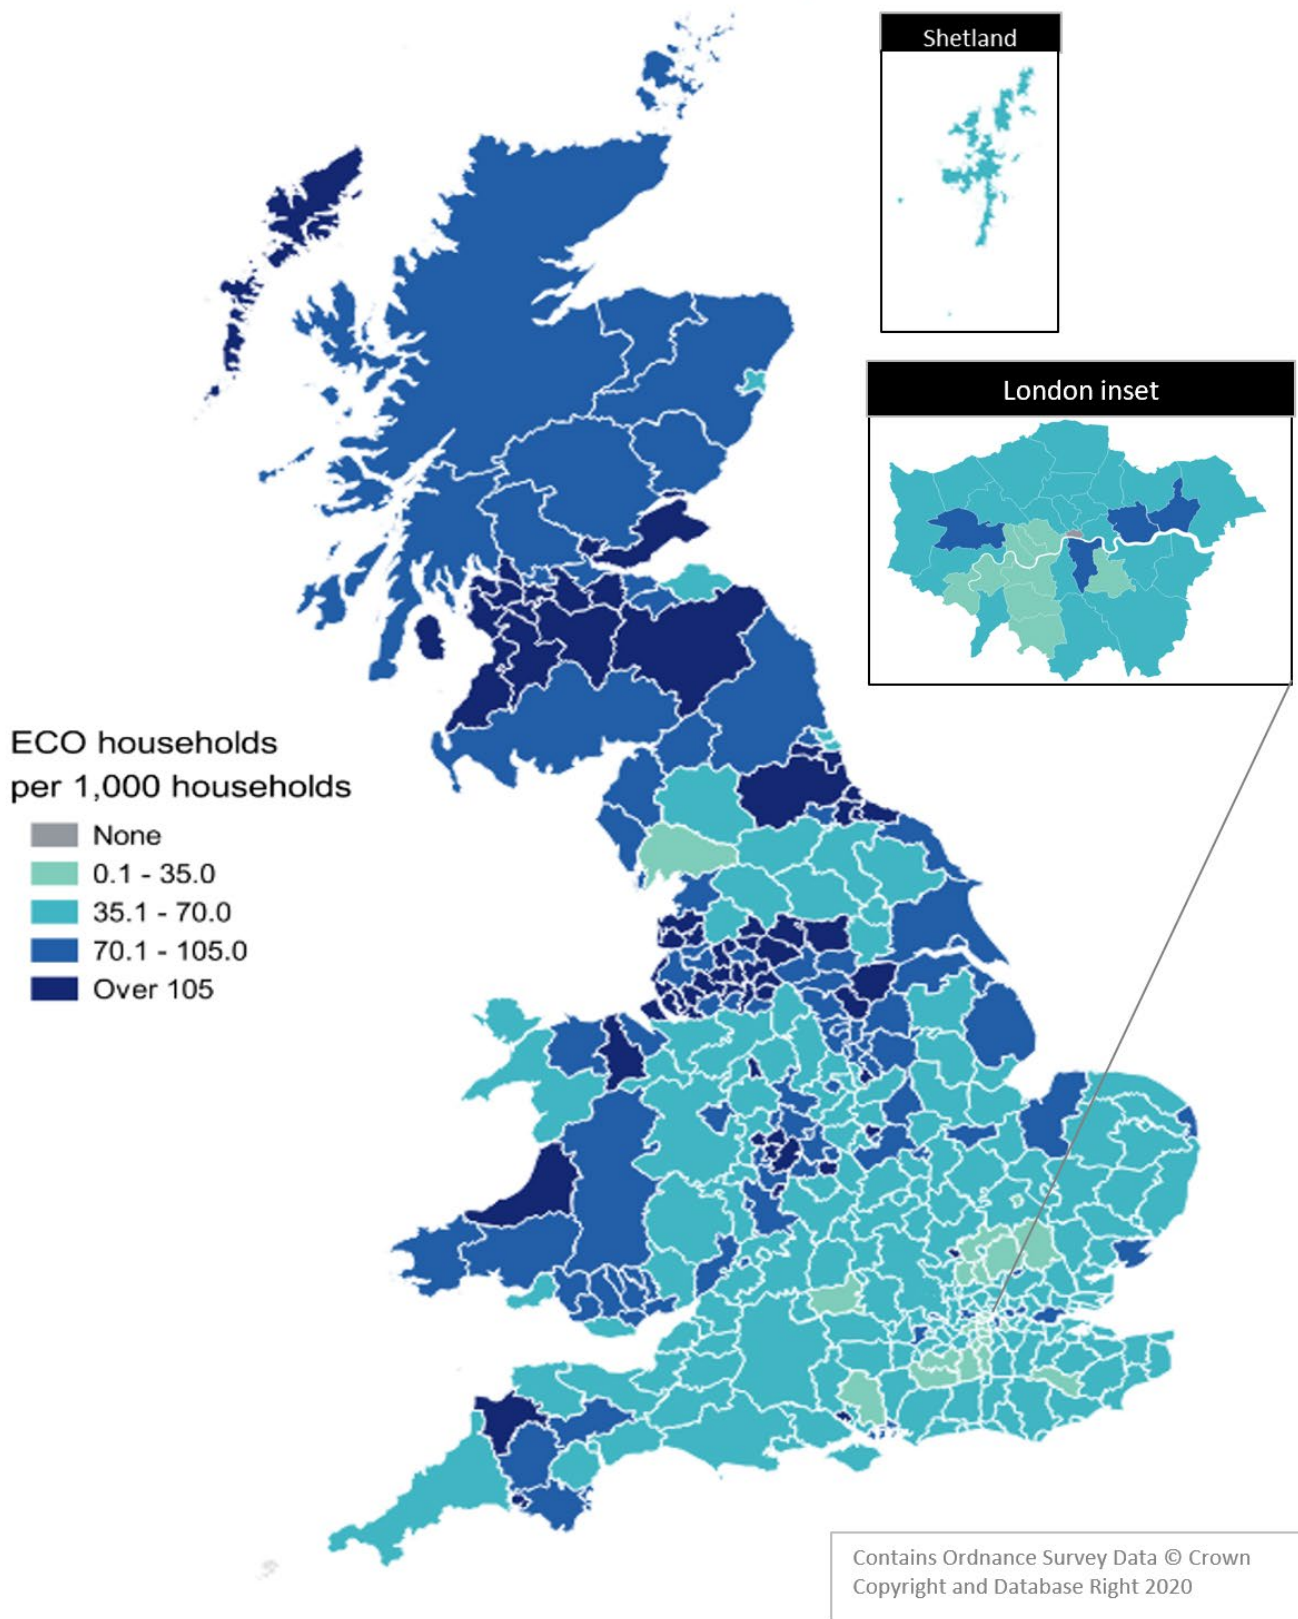 Shetland
London inset
ECO households
per 1,000 households
None
0.1 - 35.0
35.1 - 70.0
70.1 - 105.0
Over 105
Contains Ordnance Survey Data © Crown
Copyright and Database Right 2020